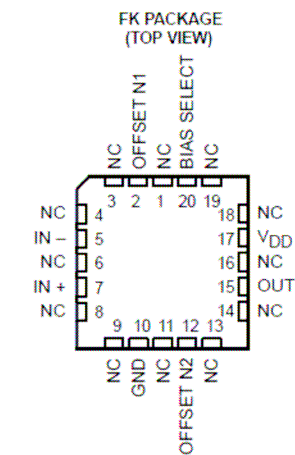 FK PACKAGE
(TOP VIEW)
NC
OFFSET N1
NC
BIAS SELECT
NC
3 2 1 20 19
NC 4
IN – 5
NC 6
IN + 7
NC 8
18 NC
17 VDD
16 NC
15 OUT
14 NC
9 10 11 12 13
NC
GND
NC
OFFSET N2
NC